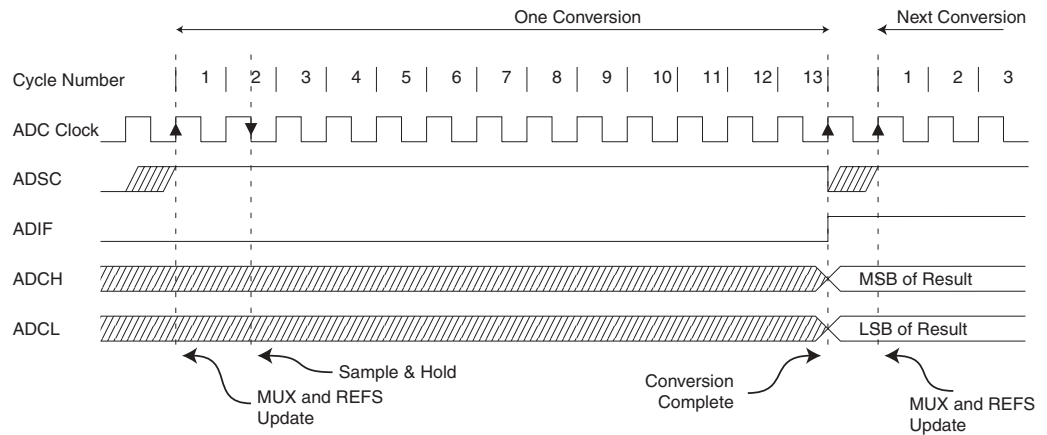 One Conversion
Next Conversion
Cycle Number 1 2 3 4 5 6 7 8 9 10 11 12 13 1 2 3
ADC Clock
ADSC
ADIF
ADCH MSB of Result
ADCL LSB of Result
Sample & Hold
MUX and REFS
Update
Conversion
Complete
MUX and REFS
Update